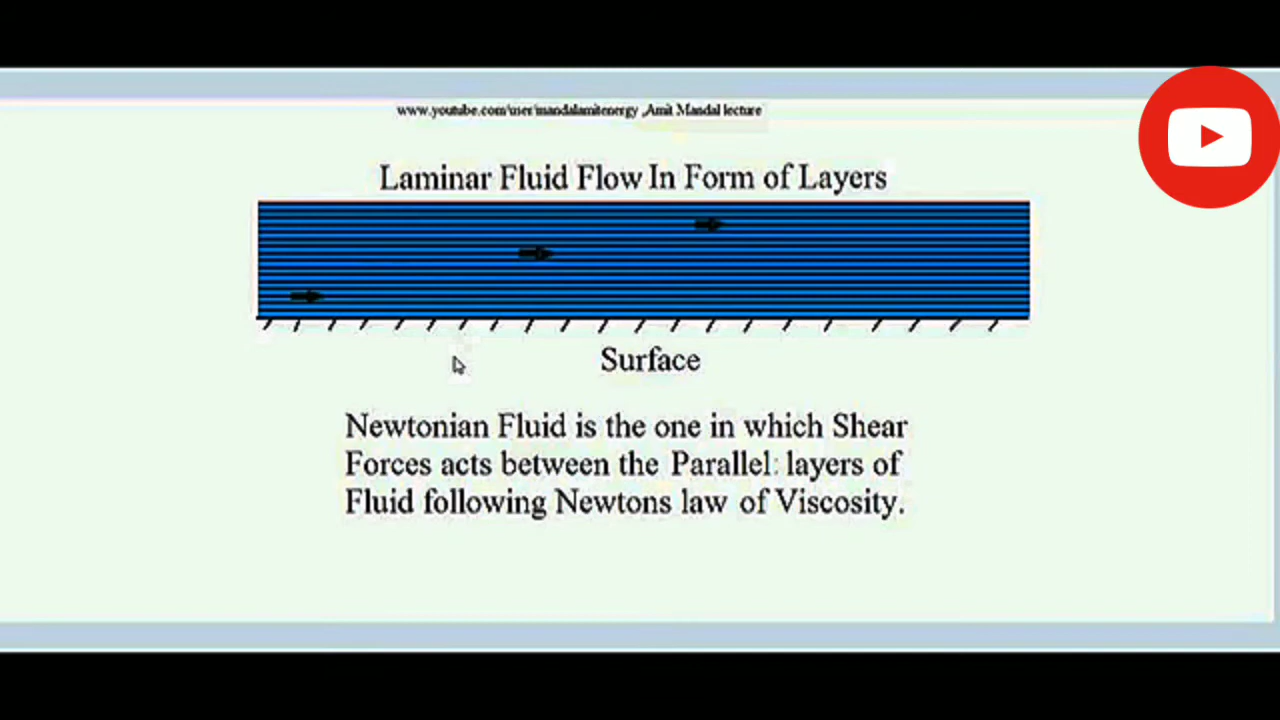 www.youtube.com/user/mandalamitenergy ,Amit Mandal lecture
Laminar Fluid Flow In Form of Layers
Surface
Newtonian Fluid is the one in which Shear
Forces acts between the Parallel: layers of
Fluid following Newtons law of Viscosity.